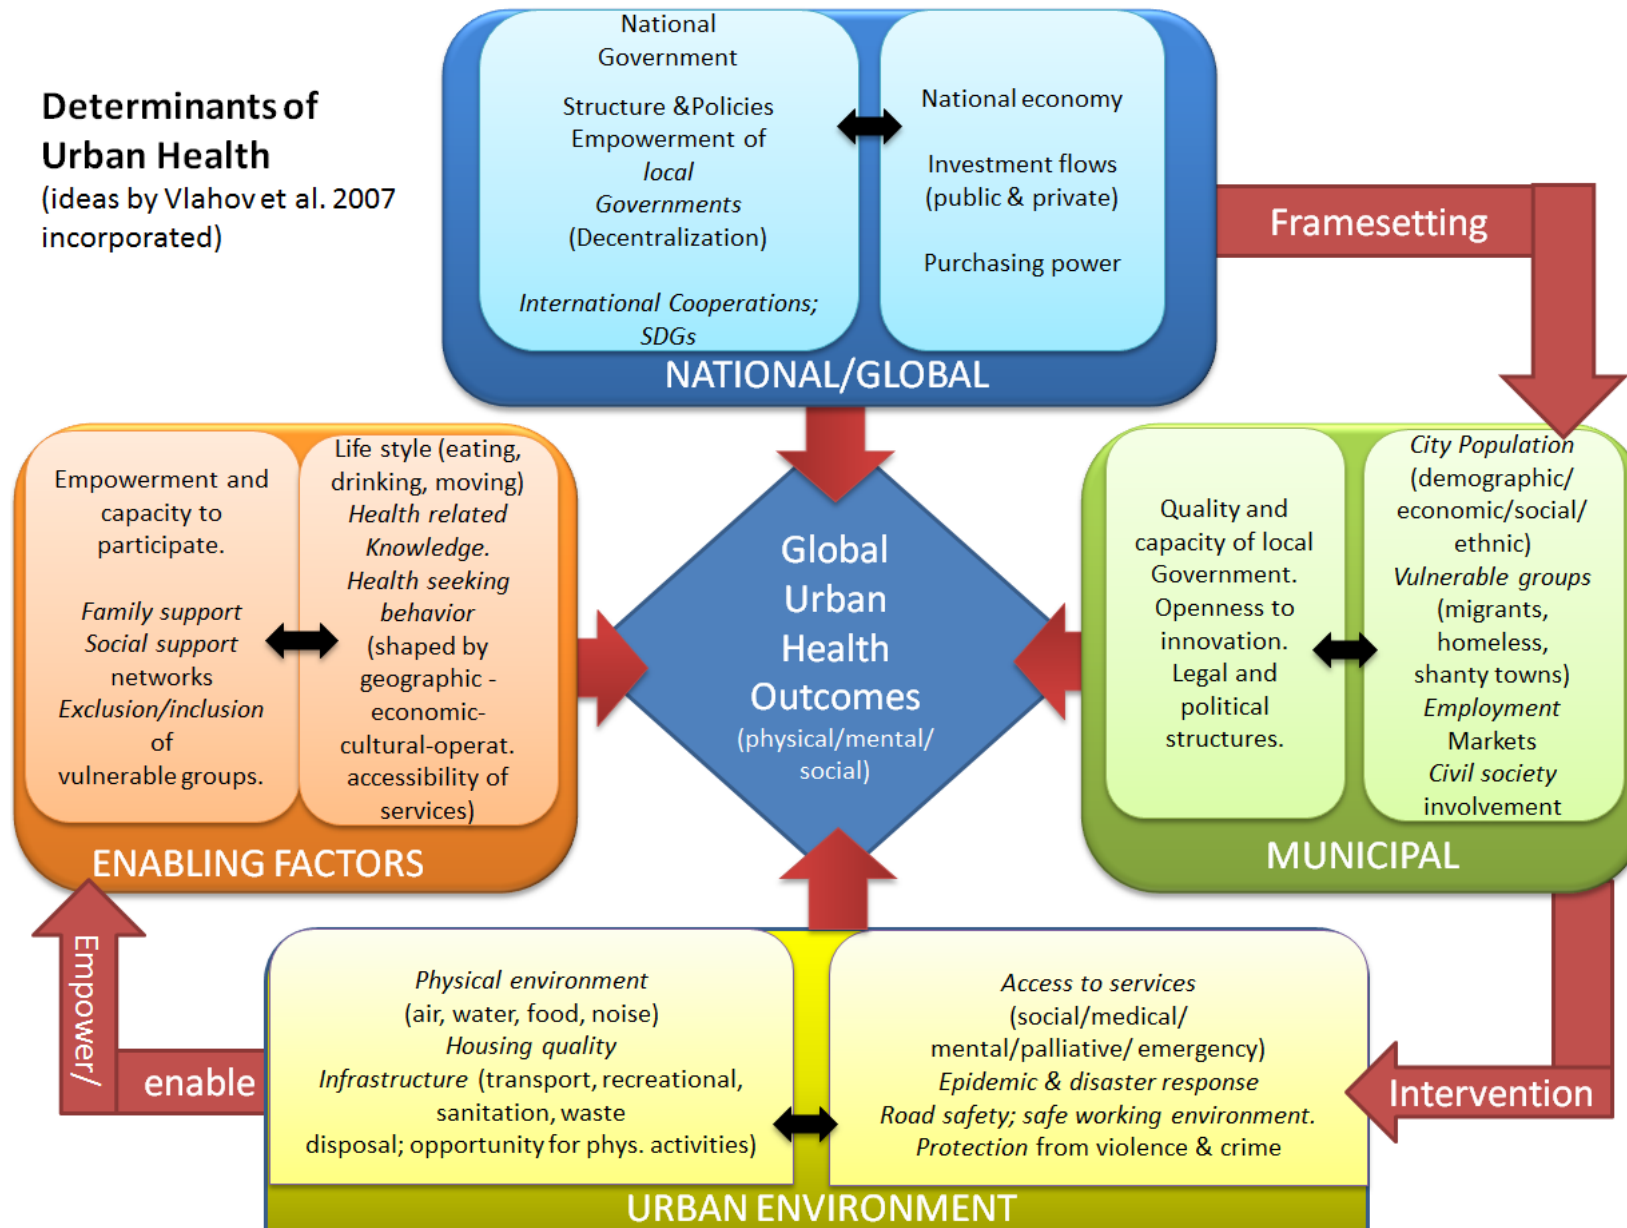 Determinants of
Urban Health
(ideas by Vlahov et al. 2007
incorporated)
National
Government
Structure &Policies
Empowerment of
local
Governments
(Decentralization)
International Cooperations;
SDGs
National economy
Investment flows
(public & private)
Purchasing power
NATIONAL/GLOBAL
Framesetting
Empowerment and
capacity to
participate.
Family support
Social support
networks
Exclusion/inclusion
of
vulnerable groups.
Life style (eating,
drinking, moving)
Health related
Knowledge.
Health seeking
behavior
(shaped by
geographic -
economic-
cultural-operat.
accessibility of
services)
ENABLING FACTORS
Global
Urban
Health
Outcomes
(physical/mental/
social)
Quality and
capacity of local
Government.
Openness to
innovation.
Legal and
political
structures.
City Population
(demographic/
economic/social/
ethnic)
Vulnerable groups
(migrants,
homeless,
shanty towns)
Employment
Markets
Civil society
involvement
MUNICIPAL
Empower/
enable
Physical environment
(air, water, food, noise)
Housing quality
Infrastructure (transport, recreational,
sanitation, waste
disposal; opportunity for phys. activities)
Access to services
(social/medical/
mental/palliative/ emergency)
Epidemic & disaster response
Road safety; safe working environment.
Protection from violence & crime
Intervention
URBAN ENVIRONMENT